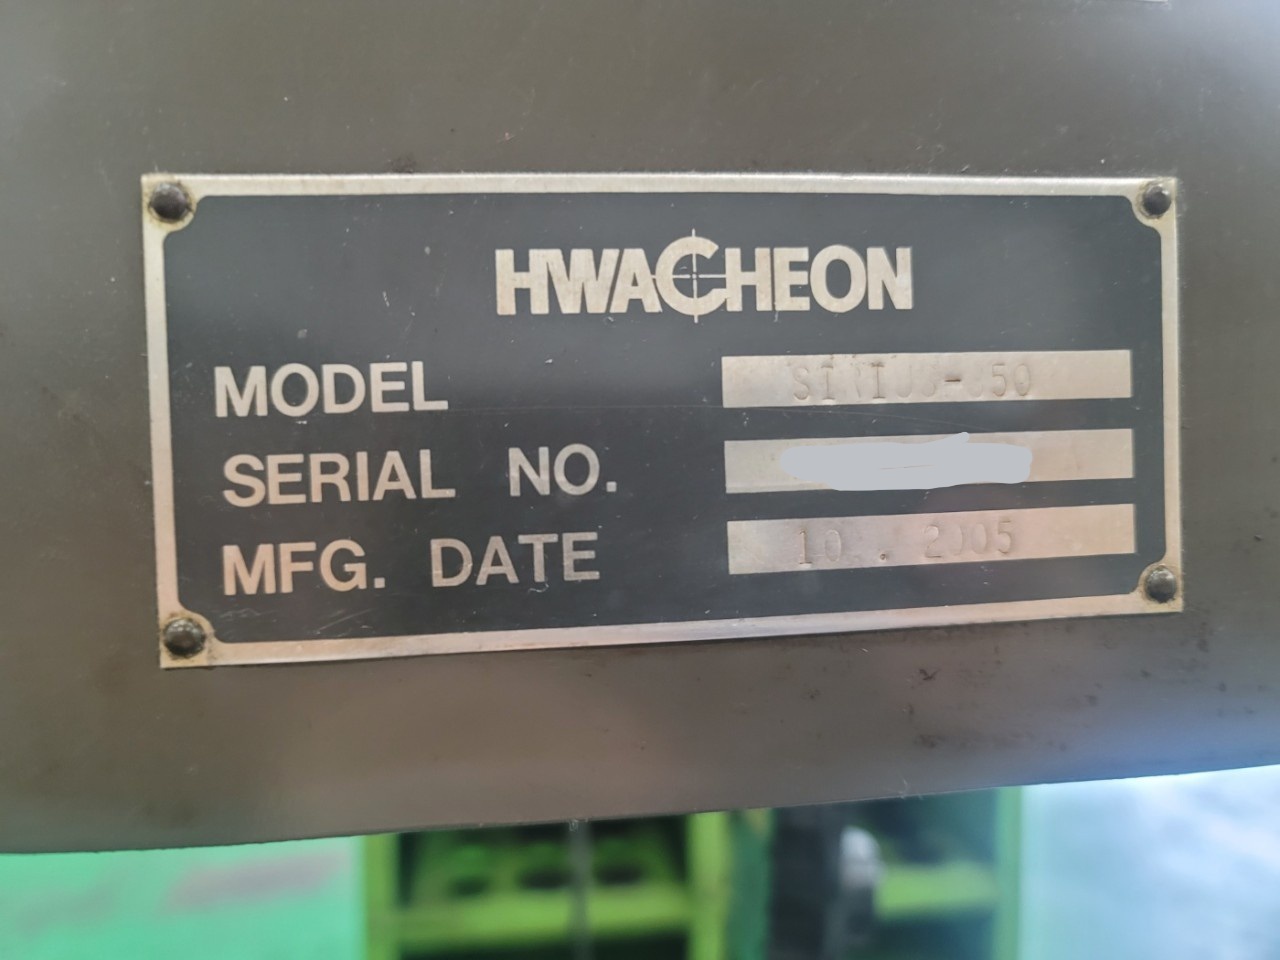 HWACHEON
MODEL
SERIAL NO.
MFG. DATE 10 . 2005